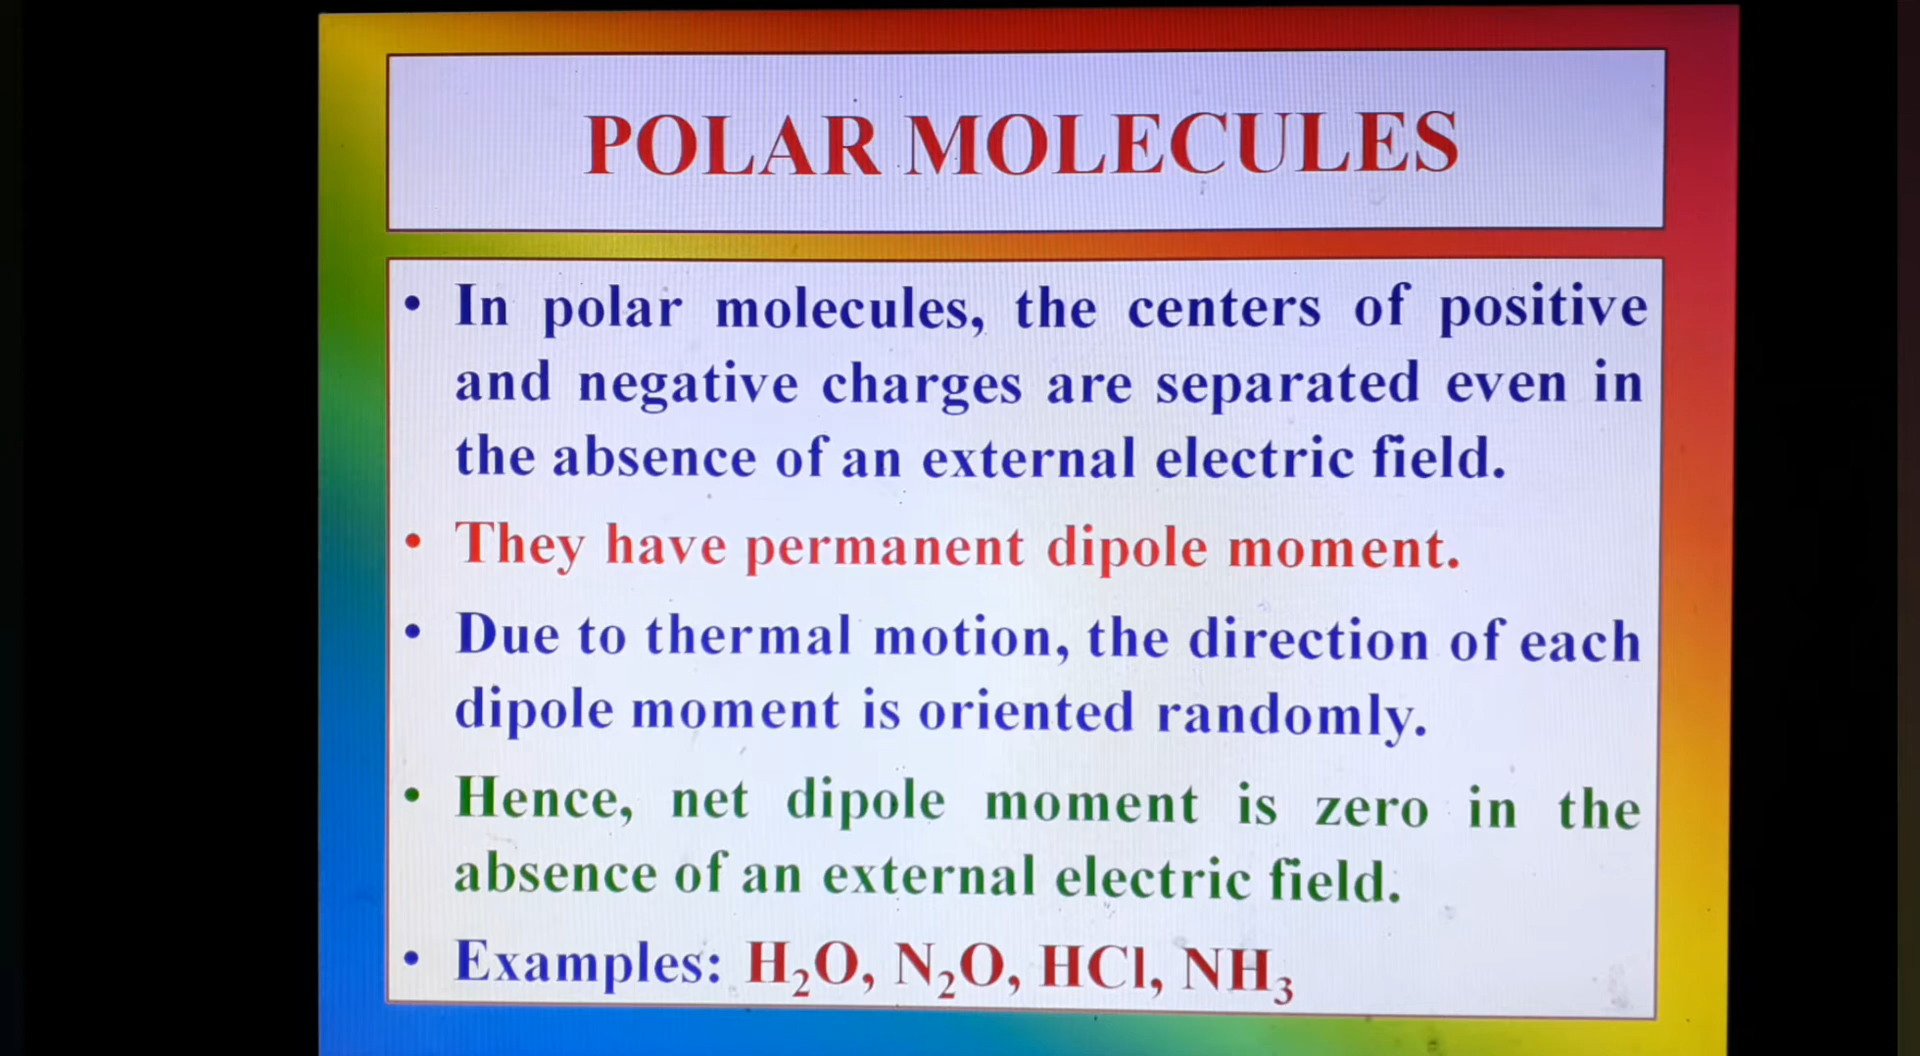 POLAR MOLECULES
• In polar molecules, the centers of positive
and negative charges are separated even in
the absence of an external electric field.
• They have permanent dipole moment.
• Due to thermal motion, the direction of each
dipole moment is oriented randomly.
• Hence, net dipole moment is zero in the
absence of an external electric field.
• Examples: H₂O, N₂O, HCl, NH₃